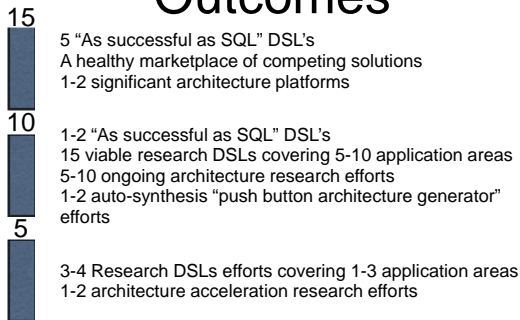 Outcomes
15
5 “As successful as SQL” DSL's
A healthy marketplace of competing solutions
1-2 significant architecture platforms
10
1-2 “As successful as SQL” DSL's
15 viable research DSLs covering 5-10 application areas
5-10 ongoing architecture research efforts
1-2 auto-synthesis “push button architecture generator”
efforts
5
3-4 Research DSLs efforts covering 1-3 application areas
1-2 architecture acceleration research efforts